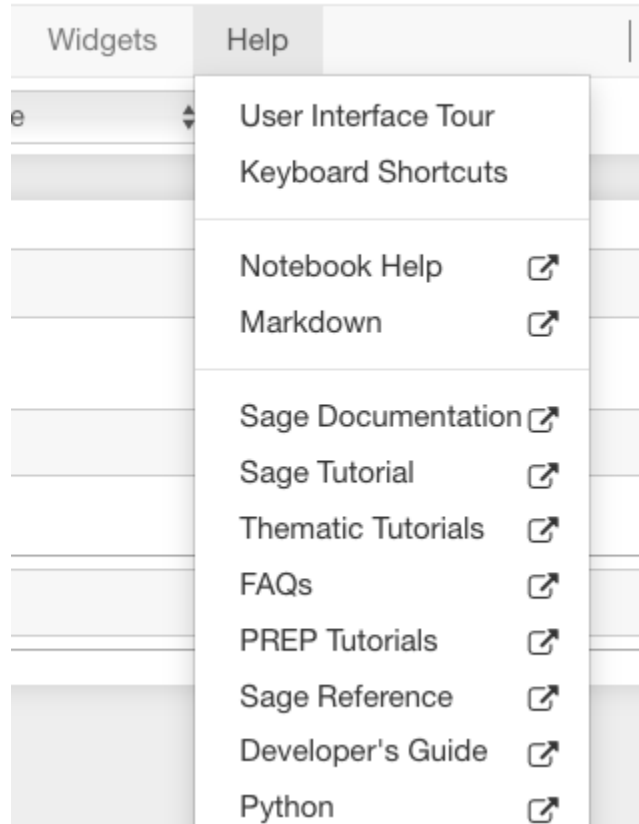 Widgets Help
e
User Interface Tour
Keyboard Shortcuts
Notebook Help
Markdown
Sage Documentation
Sage Tutorial
Thematic Tutorials
FAQs
PREP Tutorials
Sage Reference
Developer's Guide
Python